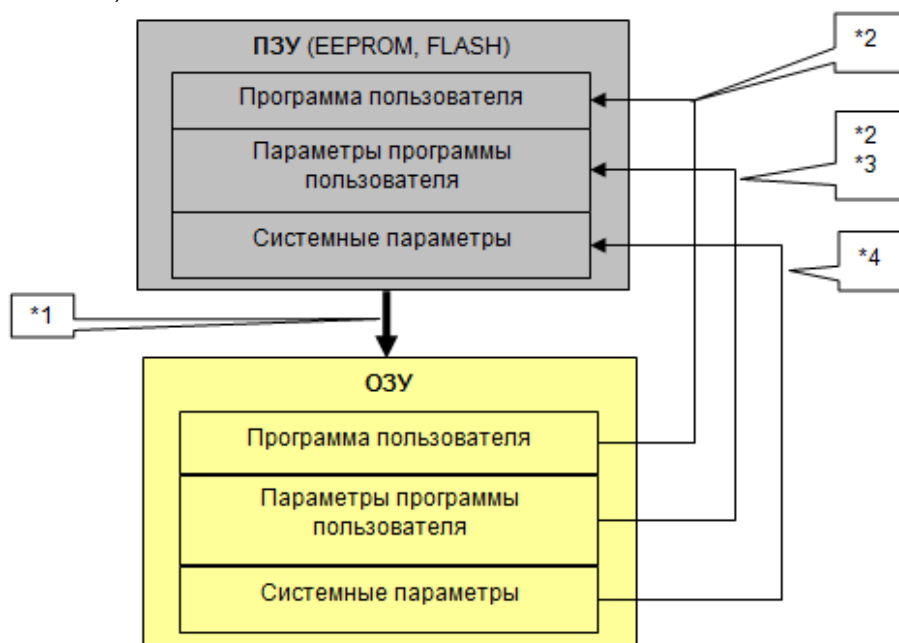 ПЗУ (EEPROM, FLASH)
*2
Программа пользователя
*2
*3
Параметры программы
пользователя
Системные параметры
*4
*1
ОЗУ
Программа пользователя
Параметры программы
пользователя
Системные параметры